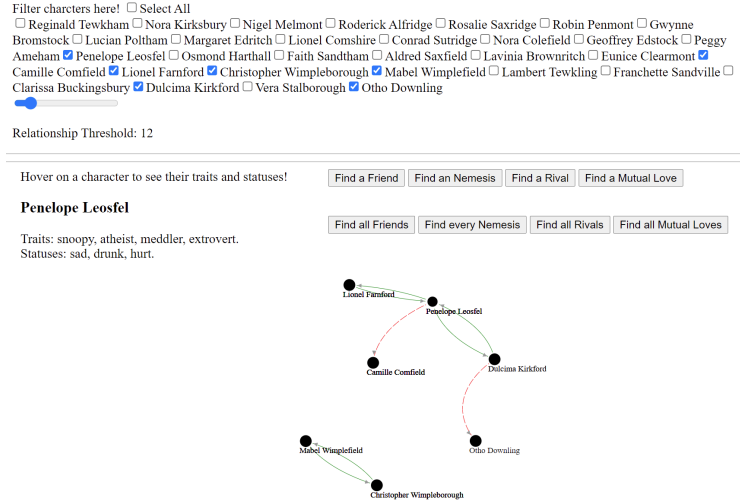 Filter charcters here! Select All
Reginald Tewkham Nora Kirksbury Nigel Melmont Roderick Alfridge Rosalie Saxridge Robin Penmont Gwynne
Bromstock Lucian Poltham Margaret Edritch Lionel Comshire Conrad Sutridge Nora Colefield Geoffrey Edstock Peggy
Ameham Penelope Leosfel Osmond Harthall Faith Sandtham Aldred Saxfield Lavinia Brownritch Eunice Clearmont
Camille Comfield Lionel Farnford Christopher Wimpleborough Mabel Wimplefield Lambert Tewkling Franchette Sandville
Clarissa Buckingsbury Dulcima Kirkford Vera Stalborough Otho Downling
Relationship Threshold: 12
Hover on a character to see their traits and statuses!
Find a Friend Find an Nemesis Find a Rival Find a Mutual Love
Penelope Leosfel
Find all Friends Find every Nemesis Find all Rivals Find all Mutual Loves
Traits: snoopy, atheist, meddler, extrovert.
Statuses: sad, drunk, hurt.
Lionel Farnford
Penelope Leosfel
Camille Comfield
Dulcima Kirkford
Mabel Wimplefield
Otho Downling
Christopher Wimpleborough